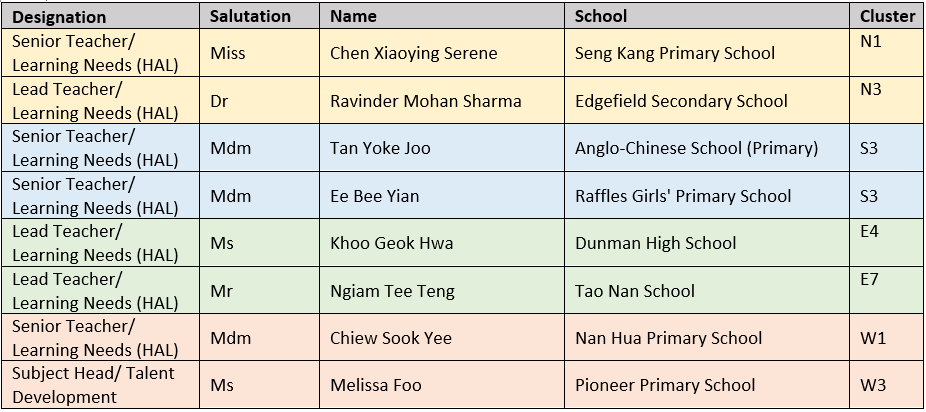 Designation Salutation Name School Cluster
Senior Teacher/
Learning Needs (HAL) Miss Chen Xiaoying Serene Seng Kang Primary School N1
Lead Teacher/
Learning Needs (HAL) Dr Ravinder Mohan Sharma Edgefield Secondary School N3
Senior Teacher/
Learning Needs (HAL) Mdm Tan Yoke Joo Anglo-Chinese School (Primary) S3
Senior Teacher/
Learning Needs (HAL) Mdm Ee Bee Yian Raffles Girls' Primary School S3
Lead Teacher/
Learning Needs (HAL) Ms Khoo Geok Hwa Dunman High School E4
Lead Teacher/
Learning Needs (HAL) Mr Ngiam Tee Teng Tao Nan School E7
Senior Teacher/
Learning Needs (HAL) Mdm Chiew Sook Yee Nan Hua Primary School W1
Subject Head/ Talent
Development Ms Melissa Foo Pioneer Primary School W3